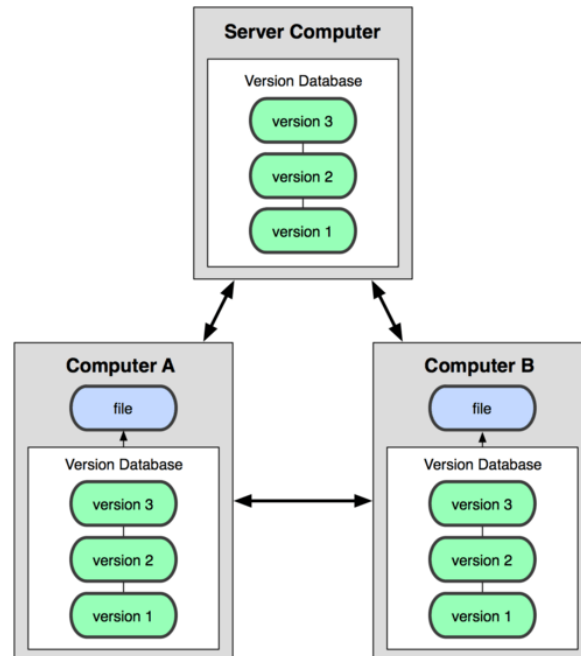 Server Computer
Version Database
version 3
version 2
version 1
Computer A
file
Version Database
version 3
version 2
version 1
Computer B
file
Version Database
version 3
version 2
version 1